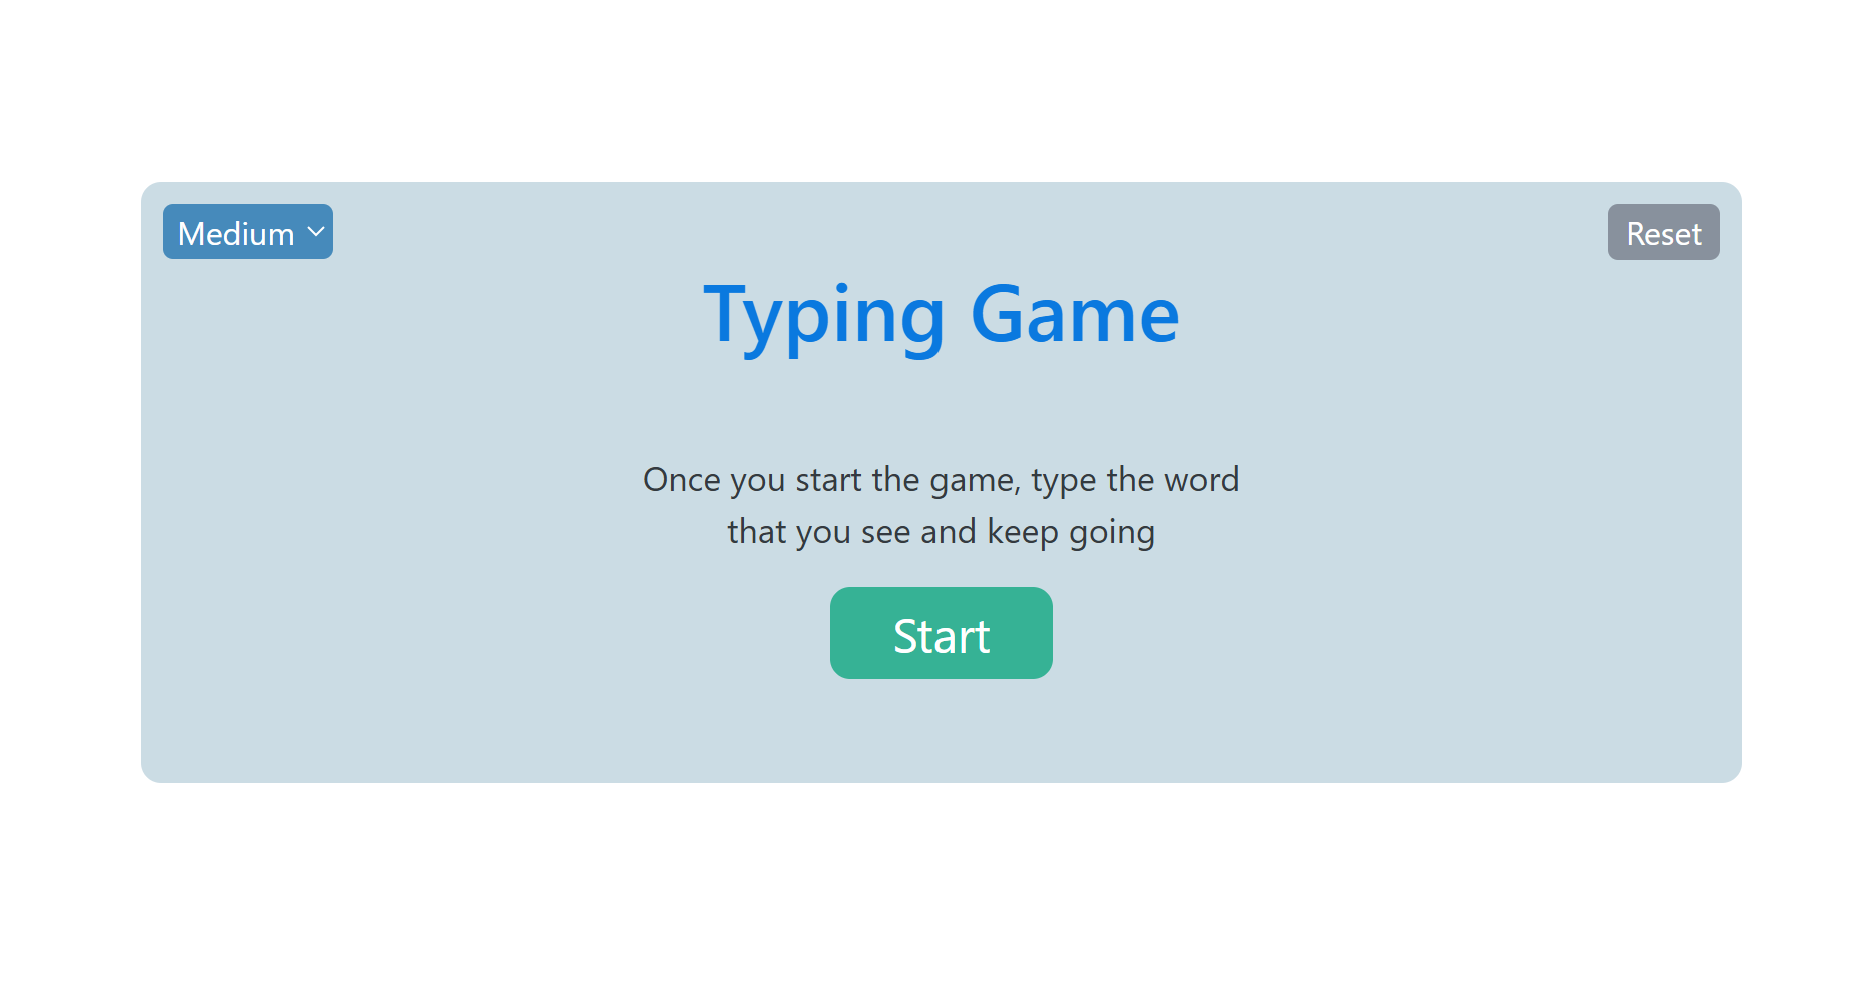 Medium
Reset
Typing Game
Once you start the game, type the word
that you see and keep going
Start